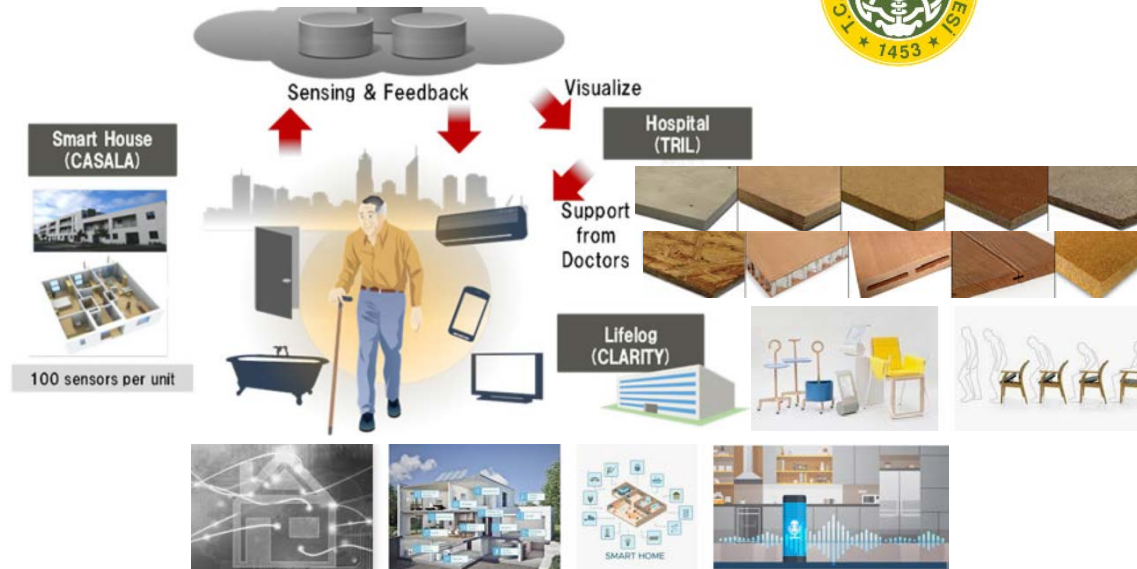 T.C.
ESİ
★ 1453 ★
Sensing & Feedback
Visualize
Smart House
(CASALA)
Hospital
(TRIL)
Support
from
Doctors
Lifelog
(CLARITY)
100 sensors per unit
SMART HOME